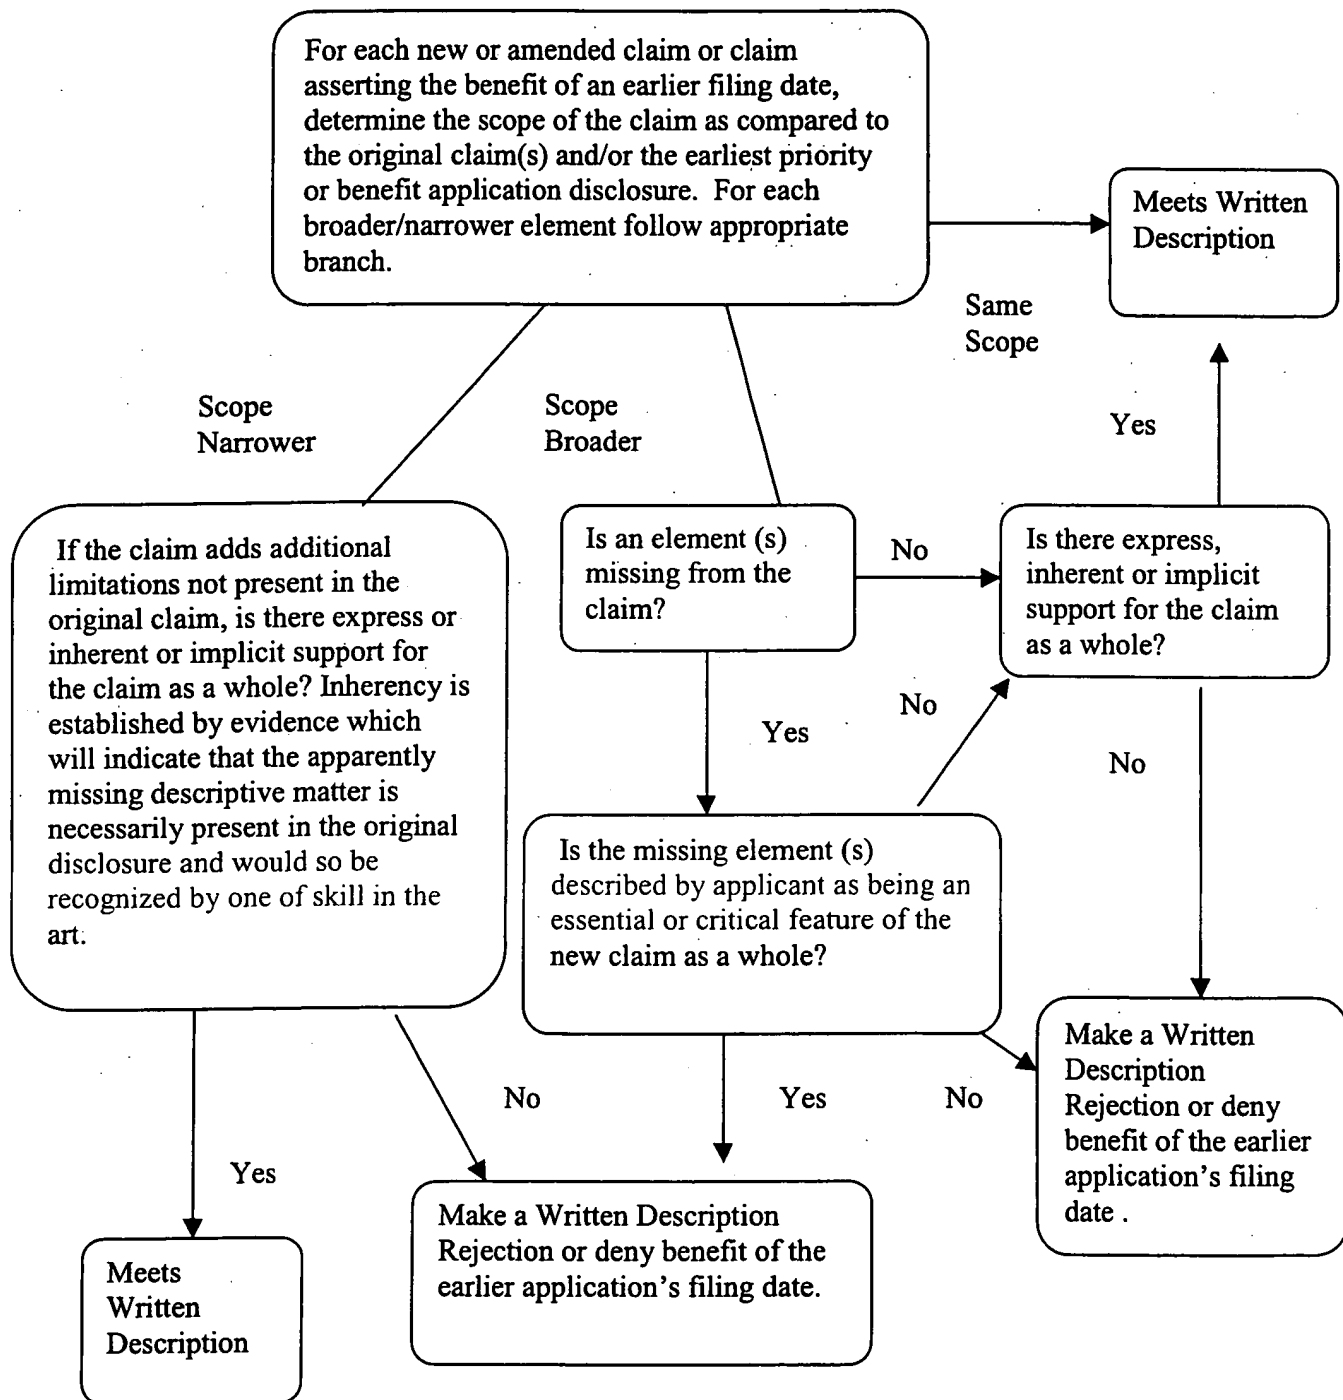 For each new or amended claim or claim
asserting the benefit of an earlier filing date,
determine the scope of the claim as compared to
the original claim(s) and/or the earliest priority
or benefit application disclosure. For each
broader/narrower element follow appropriate
branch.
Meets Written
Description
Same
Scope
Scope
Narrower
Scope
Broader
Yes
If the claim adds additional
limitations not present in the
original claim, is there express or
inherent or implicit support for
the claim as a whole? Inherency is
established by evidence which
will indicate that the apparently
missing descriptive matter is
necessarily present in the original
disclosure and would so be
recognized by one of skill in the
art.
Is an element (s)
missing from the
claim?
No
Is there express,
inherent or implicit
support for the claim
as a whole?
Yes
No
No
Is the missing element (s)
described by applicant as being an
essential or critical feature of the
new claim as a whole?
No
Yes
No
Make a Written
Description
Rejection or deny
benefit of the earlier
application's filing
date .
Yes
Make a Written Description
Rejection or deny benefit of the
earlier application's filing date.
Meets
Written
Description